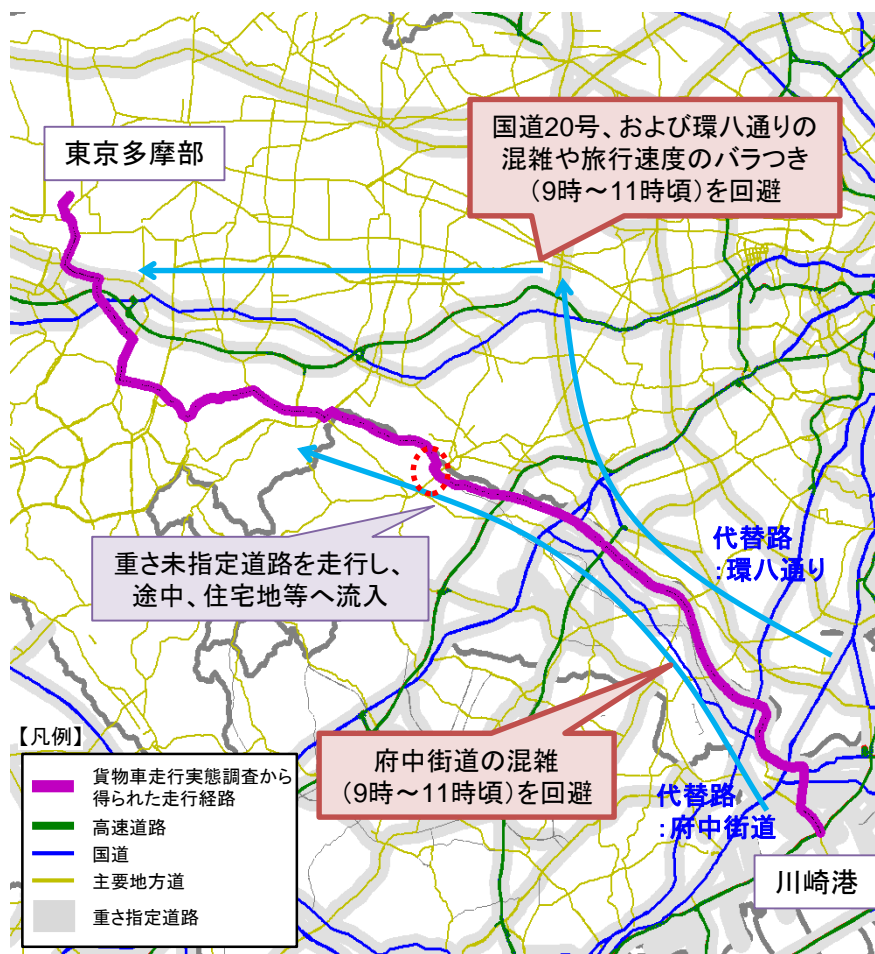 国道20号、および環八通りの
混雑や旅行速度のバラつき
（9時～11時頃）を回避
東京多摩部
代替路
：環八通り
重さ未指定道路を走行し、
途中、住宅地等へ流入
府中街道の混雑
（9時～11時頃）を回避
代替路
：府中街道
川崎港
【凡例】
貨物車走行実態調査から
得られた走行経路
高速道路
国道
主要地方道
重さ指定道路